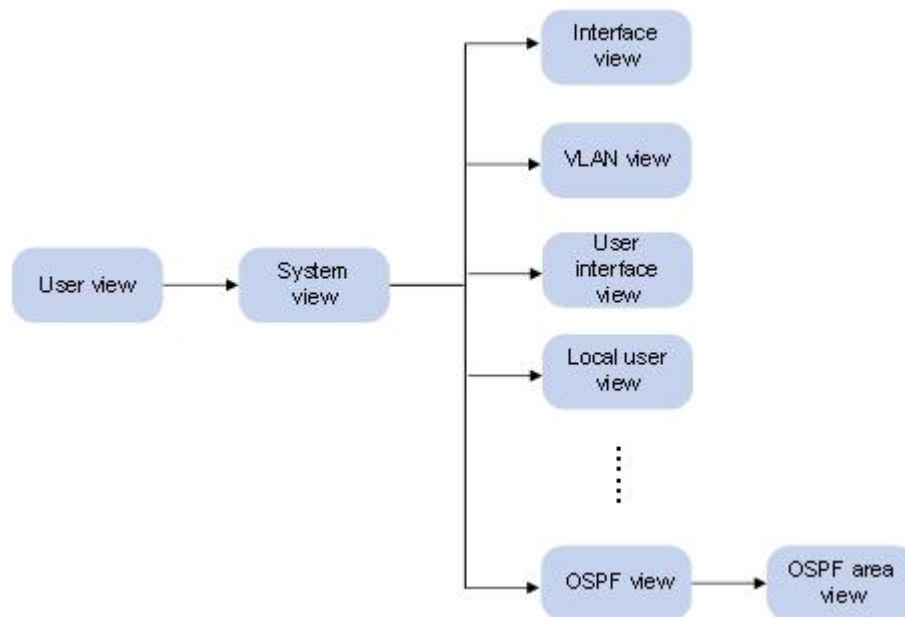 Interface
view
VLAN view
User
interface
view
User view
System
view
Local user
view
OSPF view
OSPF area
view